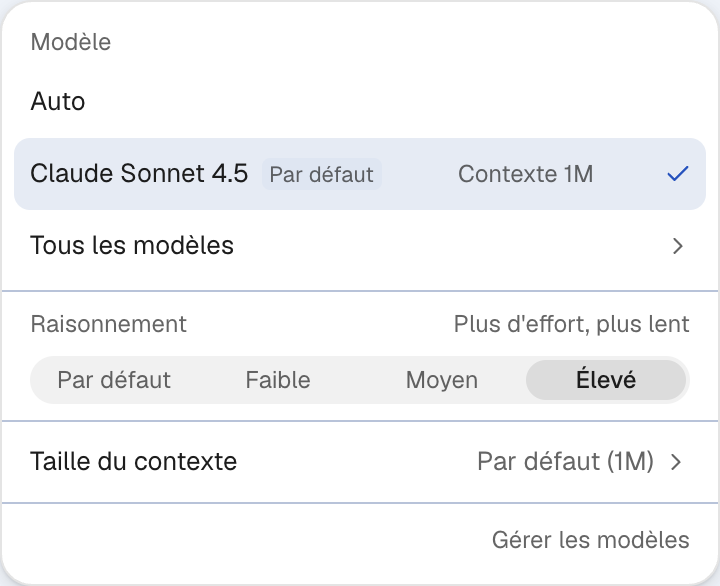 Modèle
Auto
Claude Sonnet 4.5 Par défaut Contexte 1M
Tous les modèles
Raisonnement Plus d'effort, plus lent
Par défaut Faible Moyen Élevé
Taille du contexte Par défaut (1M)
Gérer les modèles